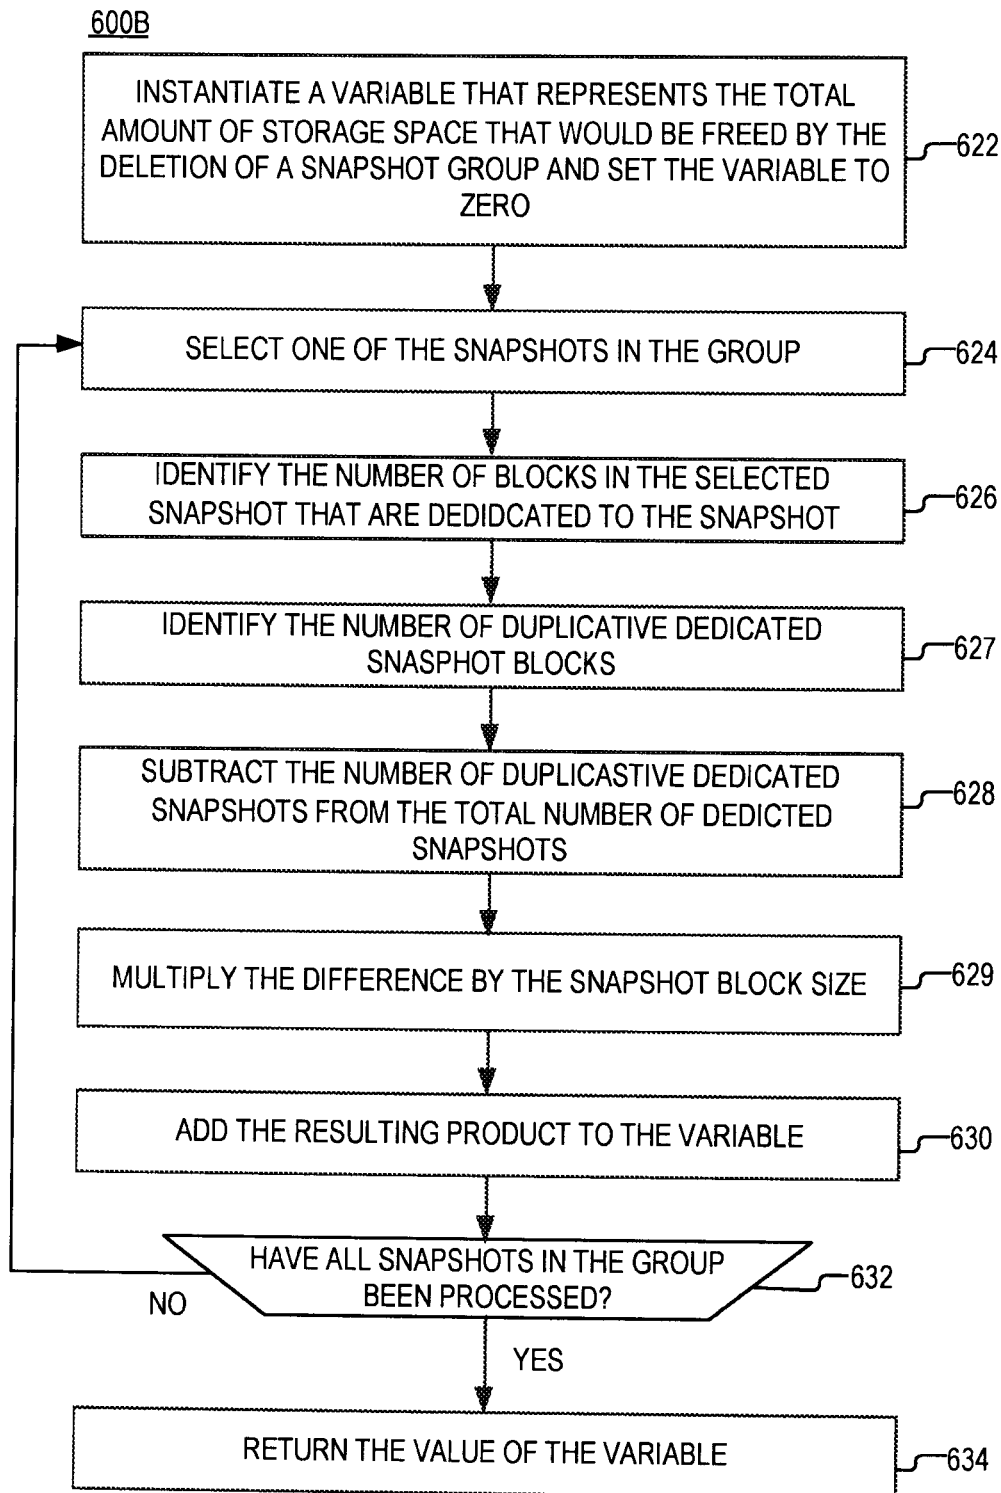 600B
INSTANTIATE A VARIABLE THAT REPRESENTS THE TOTAL
AMOUNT OF STORAGE SPACE THAT WOULD BE FREED BY THE
DELETION OF A SNAPSHOT GROUP AND SET THE VARIABLE TO
ZERO
622
SELECT ONE OF THE SNAPSHOTS IN THE GROUP
624
IDENTIFY THE NUMBER OF BLOCKS IN THE SELECTED
SNAPSHOT THAT ARE DEDIDCATED TO THE SNAPSHOT
626
IDENTIFY THE NUMBER OF DUPLICATIVE DEDICATED
SNASPHOT BLOCKS
627
SUBTRACT THE NUMBER OF DUPLICASTIVE DEDICATED
SNAPSHOTS FROM THE TOTAL NUMBER OF DEDICTED
SNAPSHOTS
628
MULTIPLY THE DIFFERENCE BY THE SNAPSHOT BLOCK SIZE
629
ADD THE RESULTING PRODUCT TO THE VARIABLE
630
HAVE ALL SNAPSHOTS IN THE GROUP
BEEN PROCESSED?
632
NO
YES
RETURN THE VALUE OF THE VARIABLE
634